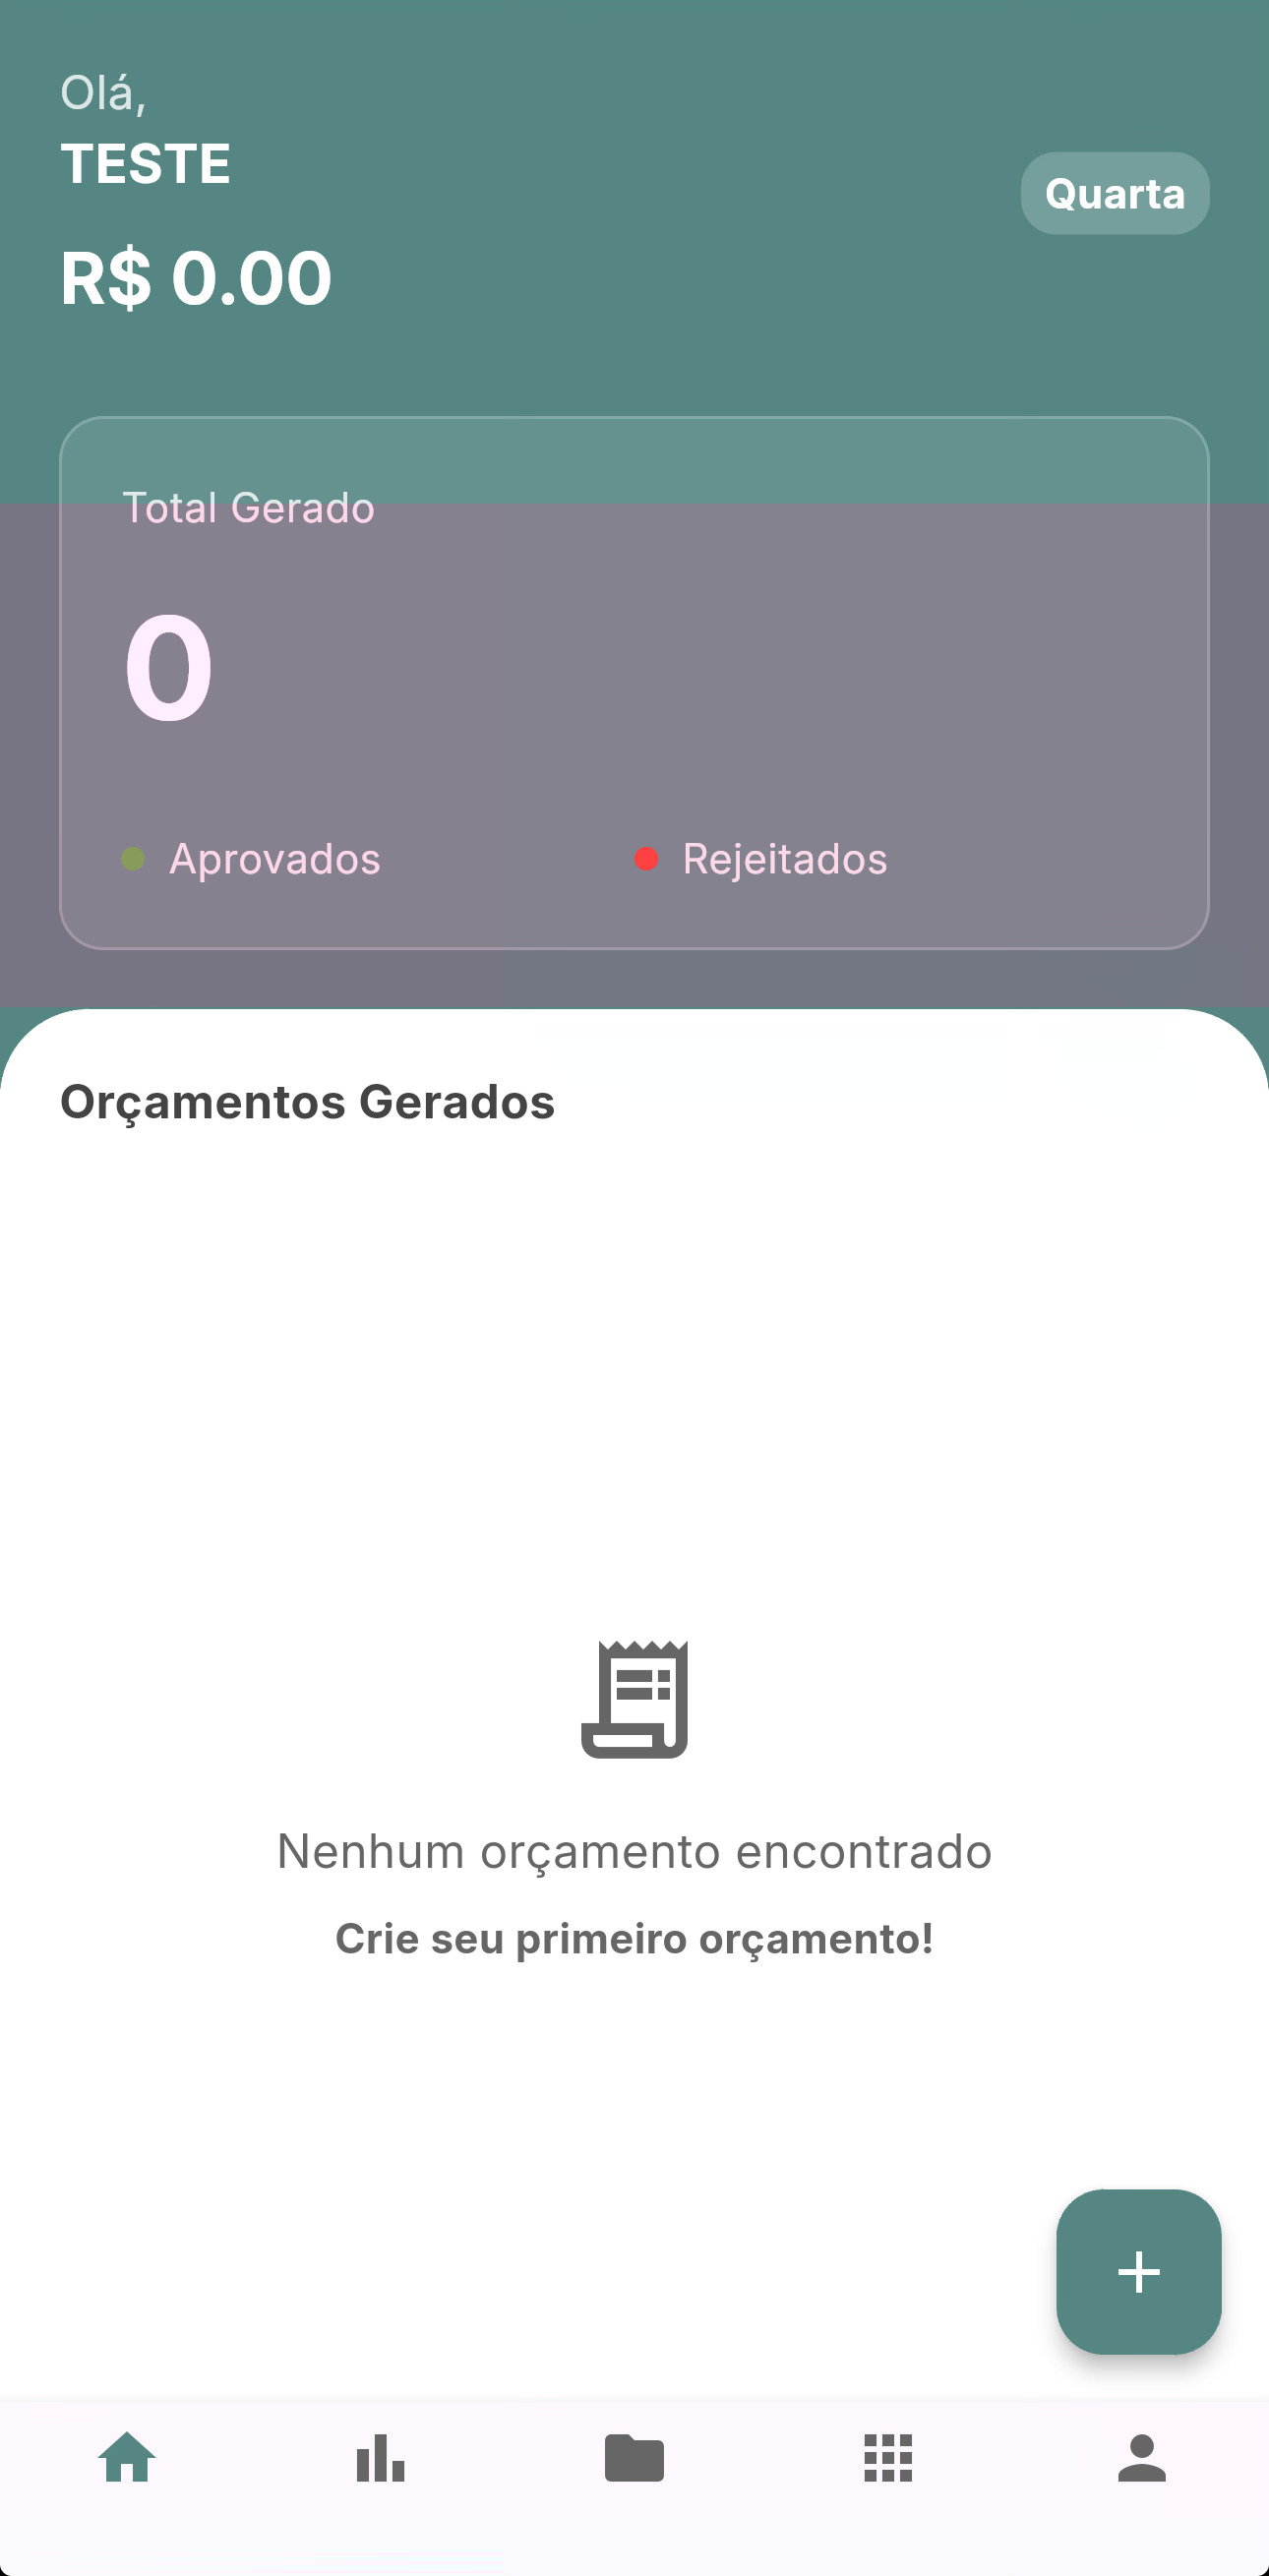 Olá,
TESTE
Quarta
R$ 0.00
Total Gerado
0
Aprovados
Rejeitados
Orçamentos Gerados
Nenhum orçamento encontrado
Crie seu primeiro orçamento!